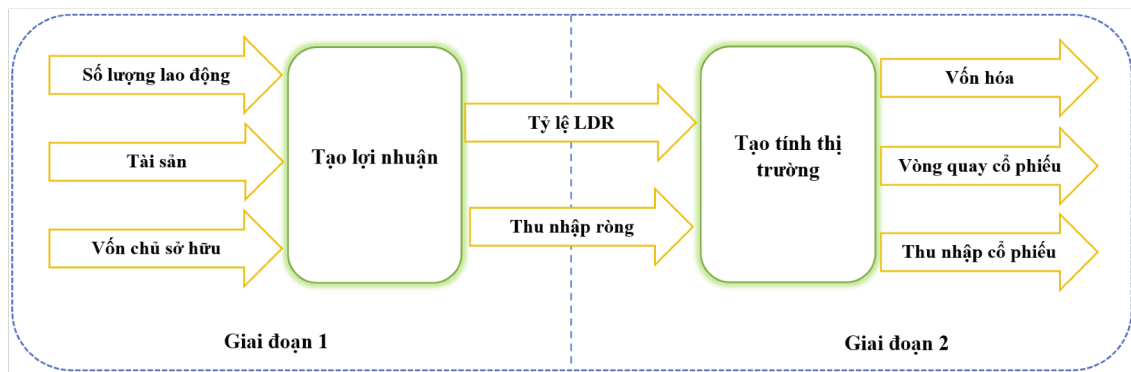 Số lượng lao động
Tài sản
Vốn chủ sở hữu
Tạo lợi nhuận
Tỷ lệ LDR
Thu nhập ròng
Tạo tính thị
trường
Vốn hóa
Vòng quay cổ phiếu
Thu nhập cổ phiếu
Giai đoạn 1
Giai đoạn 2